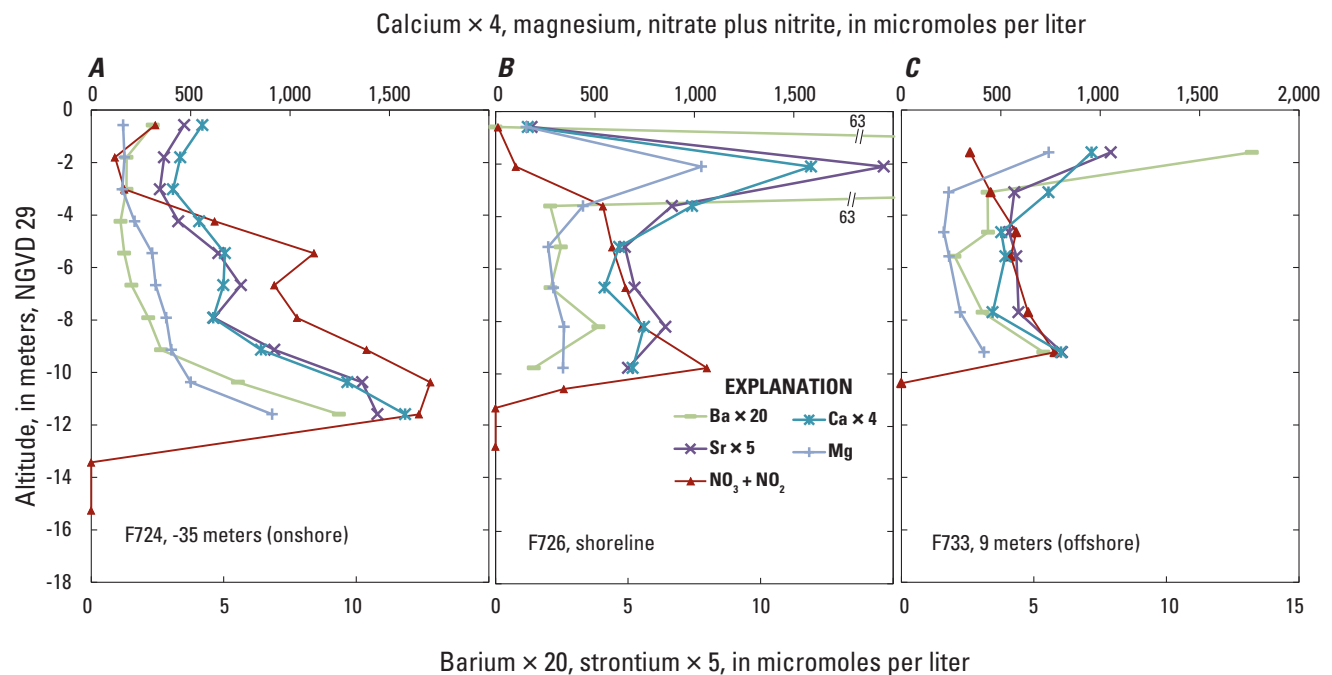 Calcium × 4, magnesium, nitrate plus nitrite, in micromoles per liter
A B C
0 500 1,000 1,500 0 500 1,000 1,500 0 500 1,000 1,500 2,000
0
-2
-4
-6
-8
-10
-12
-14
-16
-18
Altitude, in meters, NGVD 29
63
63
EXPLANATION
Ba × 20 Ca × 4
Sr × 5 Mg
NO3 + NO2
F724, -35 meters (onshore) F726, shoreline F733, 9 meters (offshore)
0 5 10 0 5 10 0 5 10 15
Barium × 20, strontium × 5, in micromoles per liter